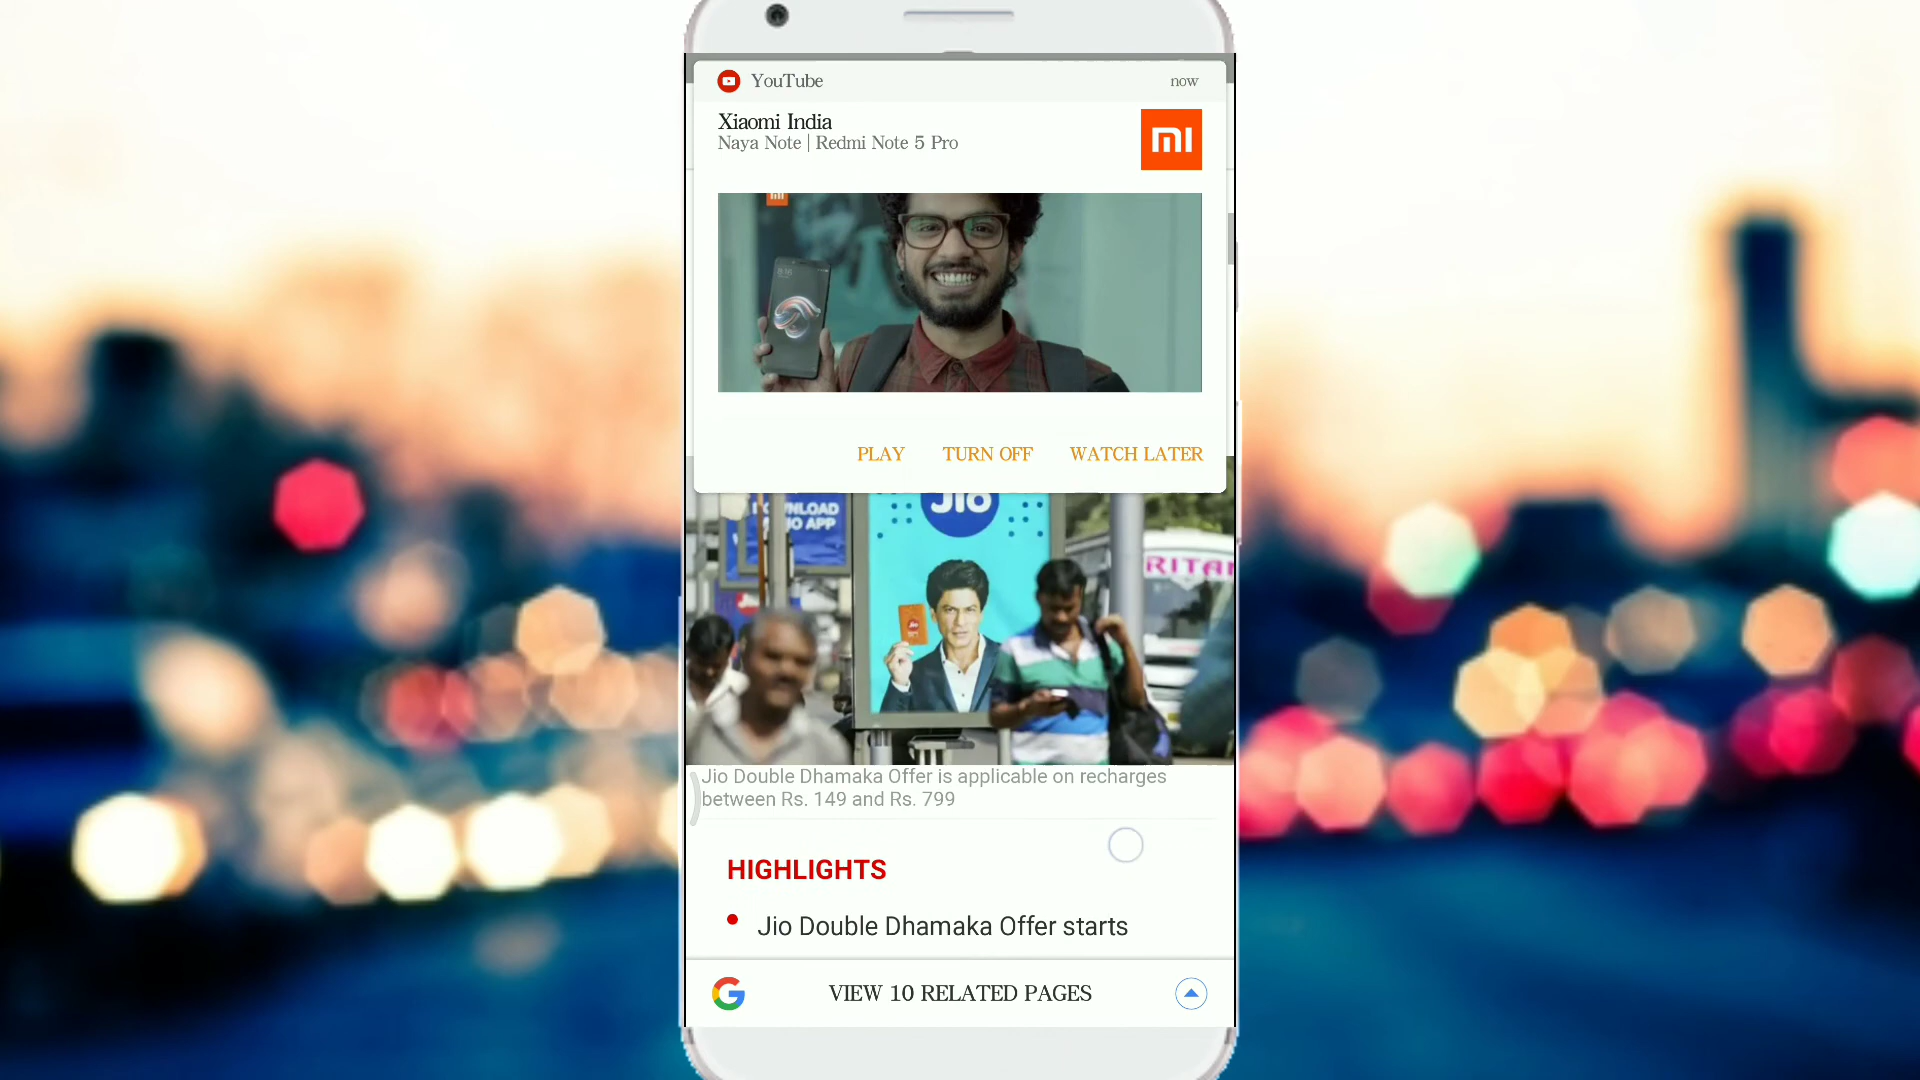 YouTube now
Xiaomi India
Naya Note | Redmi Note 5 Pro
PLAY TURN OFF WATCH LATER
Jio
APP
RITA
Jio Double Dhamaka Offer is applicable on recharges
between Rs. 149 and Rs. 799
HIGHLIGHTS
• Jio Double Dhamaka Offer starts
VIEW 10 RELATED PAGES